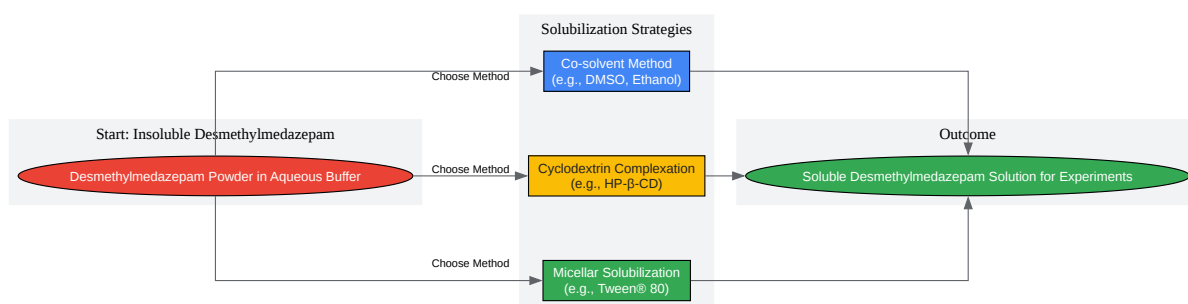 Solubilization Strategies
Co-solvent Method
(e.g., DMSO, Ethanol)
Choose Method
Start: Insoluble Desmethylmedazepam
Outcome
Desmethylmedazepam Powder in Aqueous Buffer
Choose Method
Cyclodextrin Complexation
(e.g., HP-β-CD)
Soluble Desmethylmedazepam Solution for Experiments
Choose Method
Micellar Solubilization
(e.g., Tween® 80)